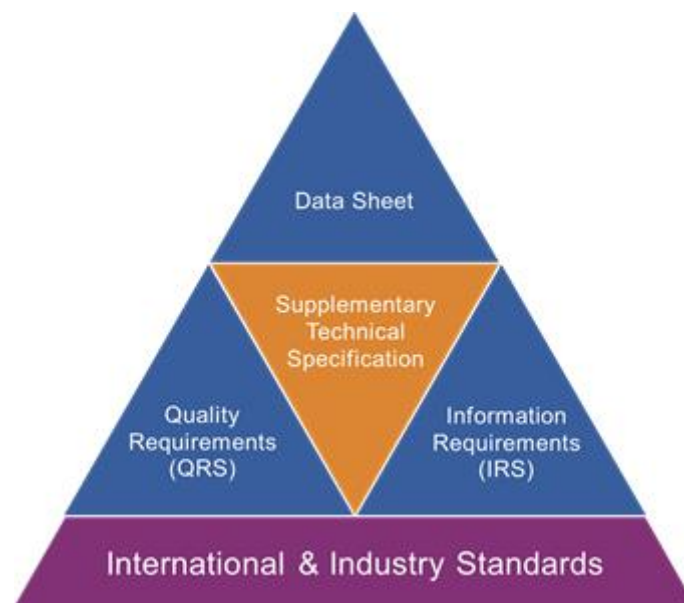 Data Sheet
Supplementary
Technical
Specification
Quality
Requirements
(QRS)
Information
Requirements
(IRS)
International & Industry Standards